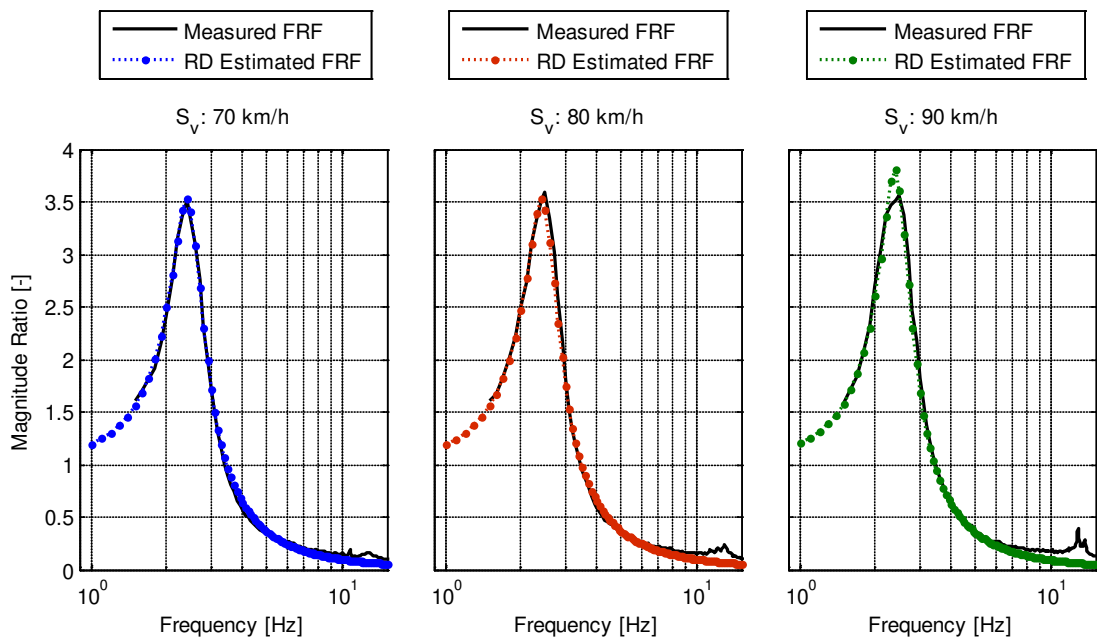 Measured FRF
RD Estimated FRF
Measured FRF
RD Estimated FRF
Measured FRF
RD Estimated FRF
S_v: 70 km/h
S_v: 80 km/h
S_v: 90 km/h
Magnitude Ratio [-]
4
3.5
3
2.5
2
1.5
1
0.5
0
10^0
10^1
10^0
10^1
10^0
10^1
Frequency [Hz]
Frequency [Hz]
Frequency [Hz]